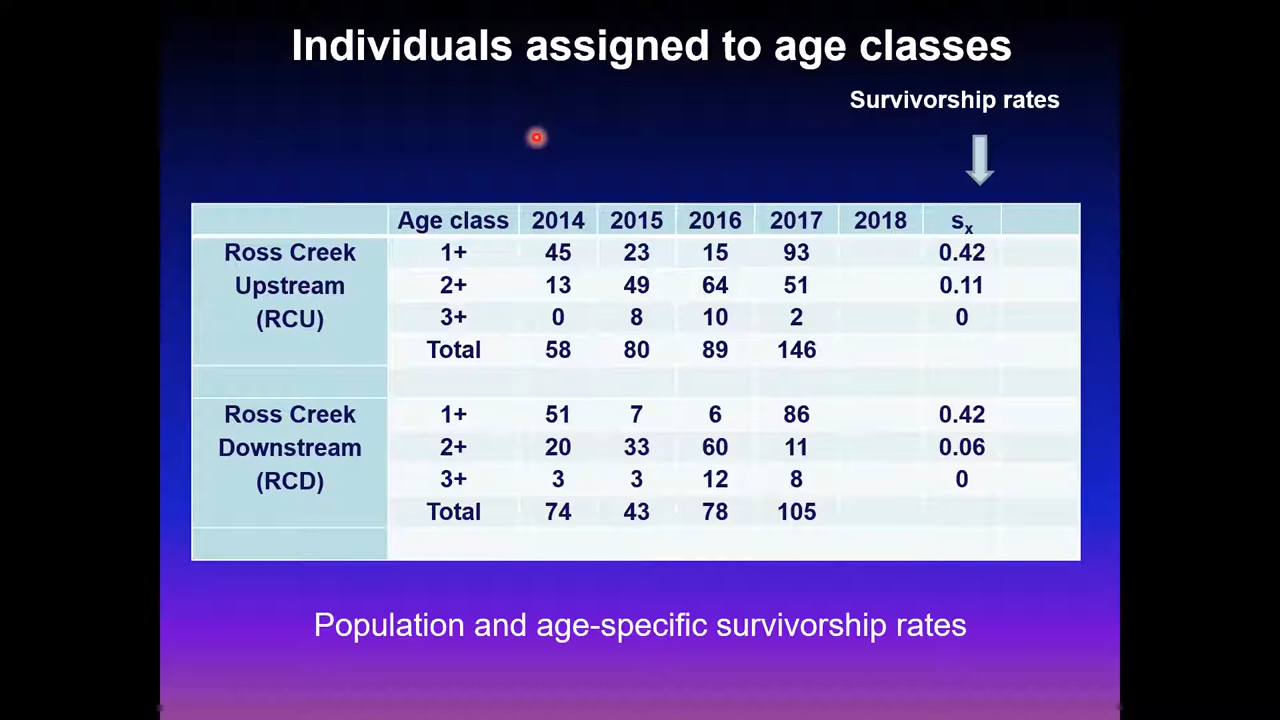 Individuals assigned to age classes
Survivorship rates
Age class 2014 2015 2016 2017 2018 sx
Ross Creek 1+ 45 23 15 93 0.42
Upstream 2+ 13 49 64 51 0.11
(RCU) 3+ 0 8 10 2 0
Total 58 80 89 146
Ross Creek 1+ 51 7 6 86 0.42
Downstream 2+ 20 33 60 11 0.06
(RCD) 3+ 3 3 12 8 0
Total 74 43 78 105
Population and age-specific survivorship rates